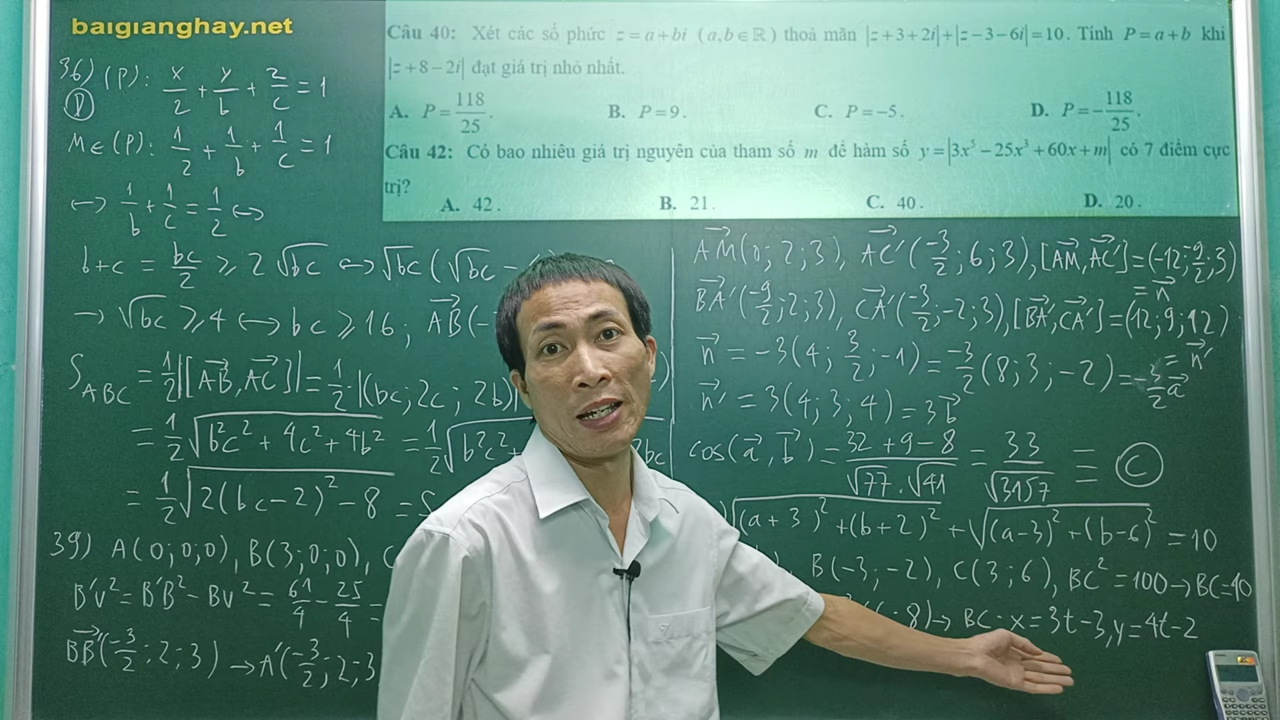 baigianghay.net
Câu 40: Xét các số phức z = a + bi (a, b ∈ ℝ) thoả mãn |z + 3 + 2i| + |z − 3 − 6i| = 10. Tính P = a + b khi
|z + 8 − 2i| đạt giá trị nhỏ nhất.
A. P = 118/25. B. P = 9. C. P = −5. D. P = −118/25.
Câu 42: Có bao nhiêu giá trị nguyên của tham số m để hàm số y = |3x⁵ − 25x³ + 60x + m| có 7 điểm cực
trị?
A. 42. B. 21. C. 40. D. 20.
36) (P): x/2 + y/b + z/c = 1
D
M ∈ (P): 1/2 + 1/b + 1/c = 1
↔ 1/b + 1/c = 1/2 ↔
b + c = bc/2 ≥ 2√bc ↔ √bc (√bc −
→ √bc ≥ 4 ↔ bc ≥ 16; AB→(−
S_ABC = 1/2 |[AB→, AC→]| = 1/2 · |(bc; 2c; 2b)|
= 1/2 √(b²c² + 4c² + 4b²) = 1/2 √(b²c² +
= 1/2 √(2(bc − 2)² − 8) =
39) A(0; 0; 0), B(3; 0; 0), C
B'V² = B'B² − BV² = 61/4 − 25/4 =
BB'→(−3/2; 2; 3) → A'(−3/2; 2; 3
AM→(0; 2; 3), AC'→(−3/2; 6; 3), [AM→, AC'→] = (−12; −9/2; 3)
= n→
BA'→(−9/2; 2; 3), CA'→(−3/2; −2; 3), [BA'→, CA'→] = (12; 9; 12)
= n'→
n→ = −3(4; 3/2; −1) = −3/2 (8; 3; −2) = −3/2 a→
n'→ = 3(4; 3; 4) = 3b→
cos(a→, b→) = (32 + 9 − 8)/(√77 . √41) = 33/√3157 ≡ C
) √((a + 3)² + (b + 2)²) + √((a − 3)² + (b − 6)²) = 10
B(−3; −2), C(3; 6), BC² = 100 → BC = 10
; 8) → BC: x = 3t − 3, y = 4t − 2